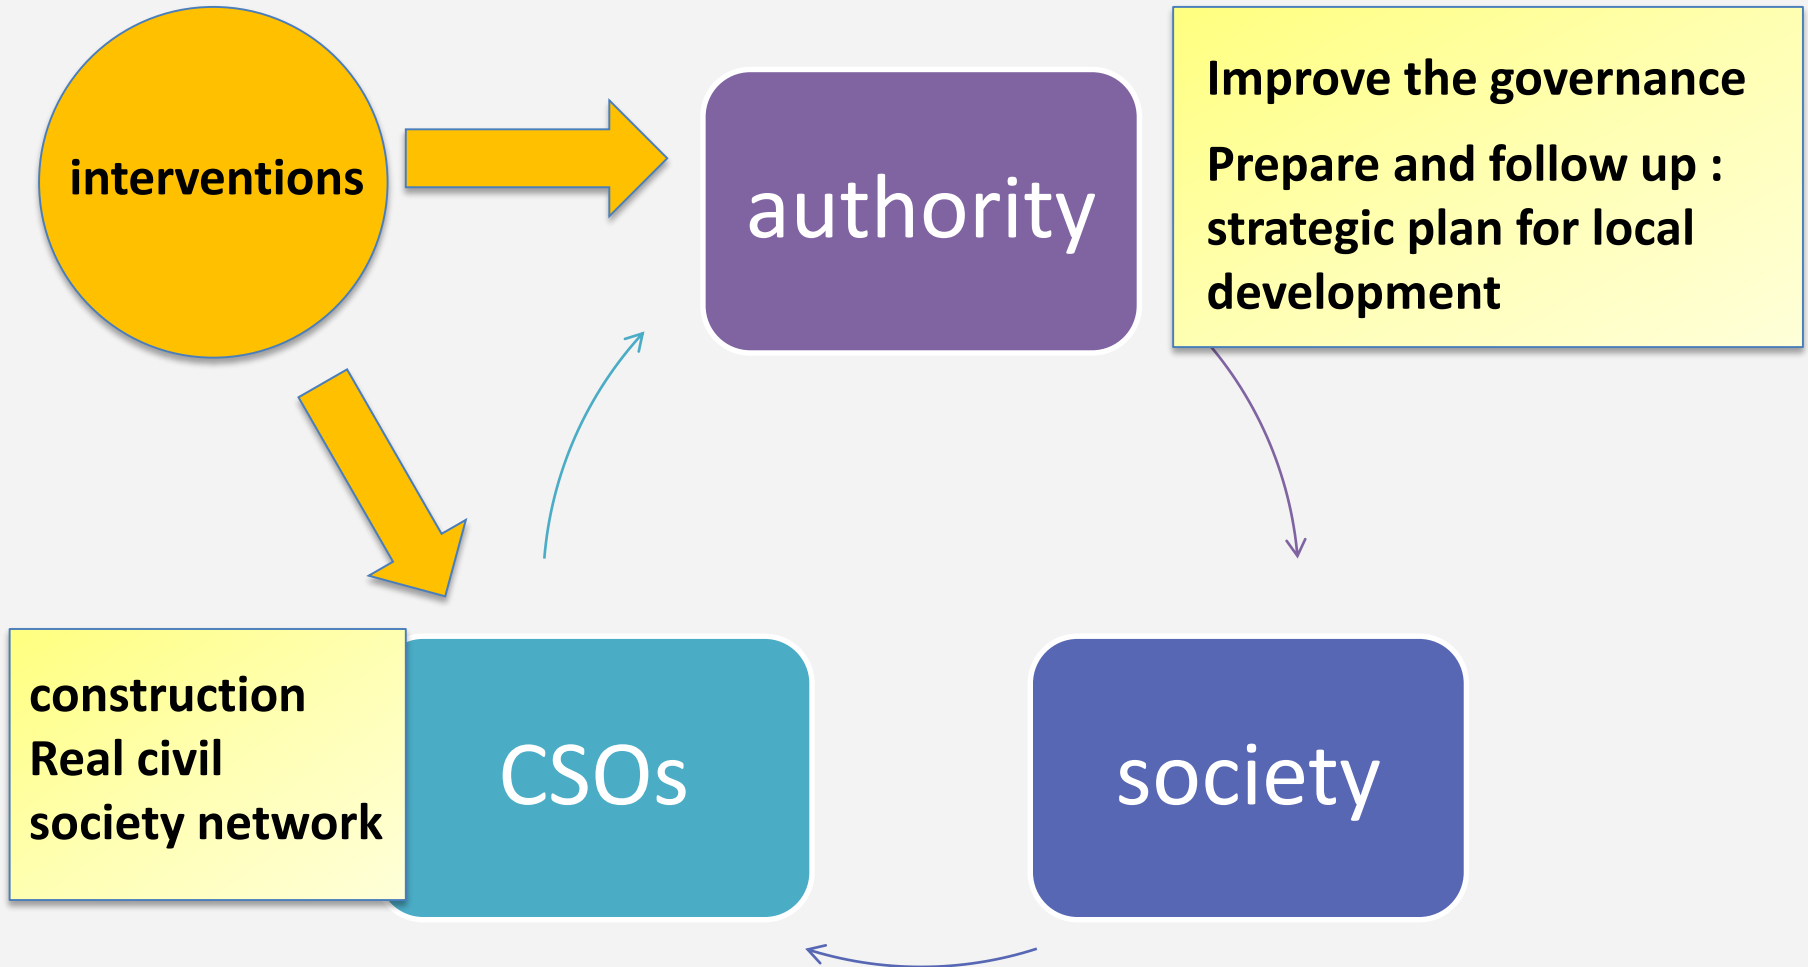 interventions
authority
Improve the governance
Prepare and follow up :
strategic plan for local
development
construction
Real civil
society network
CSOs
society